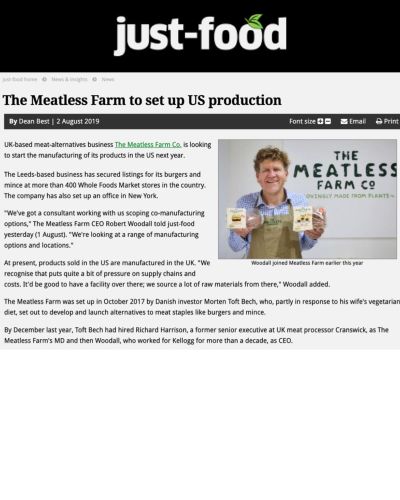 just-food
just-food home News & insights News
The Meatless Farm to set up US production
By Dean Best | 2 August 2019 Font size Email Print
UK-based meat-alternatives business The Meatless Farm Co. is looking
to start the manufacturing of its products in the US next year.
The Leeds-based business has secured listings for its burgers and
mince at more than 400 Whole Foods Market stores in the country.
The company has also set up an office in New York.
"We've got a consultant working with us scoping co-manufacturing
options," The Meatless Farm CEO Robert Woodall told just-food
yesterday (1 August). "We're looking at a range of manufacturing
options and locations."
THE
MEATLESS
FARM CO
LOVINGLY MADE FROM PLANTS
Woodall joined Meatless Farm earlier this year
At present, products sold in the US are manufactured in the UK. "We
recognise that puts quite a bit of pressure on supply chains and
costs. It'd be good to have a facility over there; we source a lot of raw materials from there," Woodall added.
The Meatless Farm was set up in October 2017 by Danish investor Morten Toft Bech, who, partly in response to his wife's vegetarian
diet, set out to develop and launch alternatives to meat staples like burgers and mince.
By December last year, Toft Bech had hired Richard Harrison, a former senior executive at UK meat processor Cranswick, as The
Meatless Farm's MD and then Woodall, who worked for Kellogg for more than a decade, as CEO.